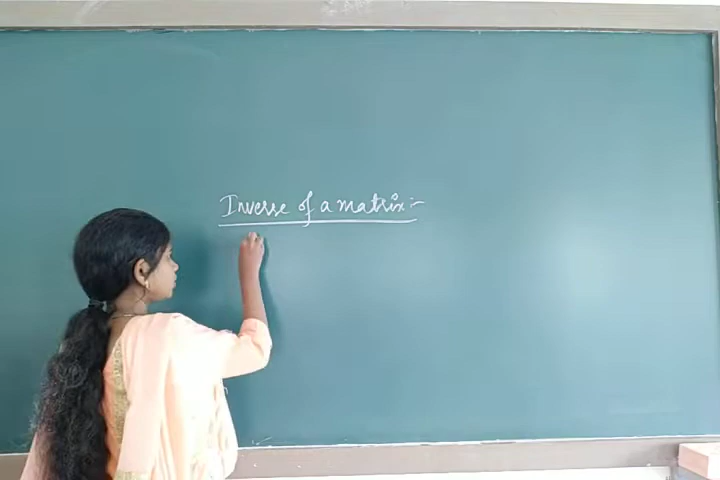 Inverse of a matrix :-